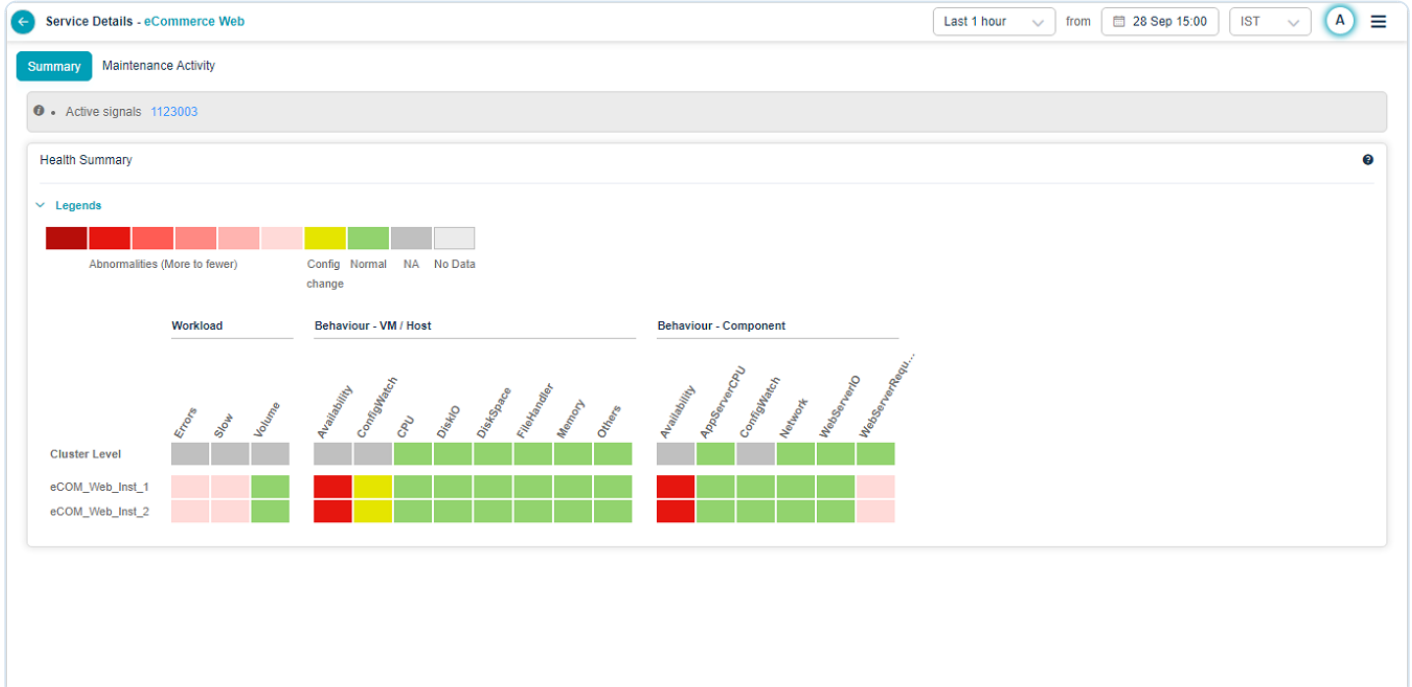 Service Details - eCommerce Web
Last 1 hour from 28 Sep 15:00 IST A
Summary Maintenance Activity
• Active signals 1123003
Health Summary
Legends
Abnormalities (More to fewer) Config change Normal NA No Data
Workload Behaviour - VM / Host Behaviour - Component
Errors Slow Volume Availability ConfigWatch CPU DiskIO DiskSpace FileHandler Memory Others Availability AppServerCPU ConfigWatch Network WebServerIO WebServerRequ...
Cluster Level
eCOM_Web_Inst_1
eCOM_Web_Inst_2